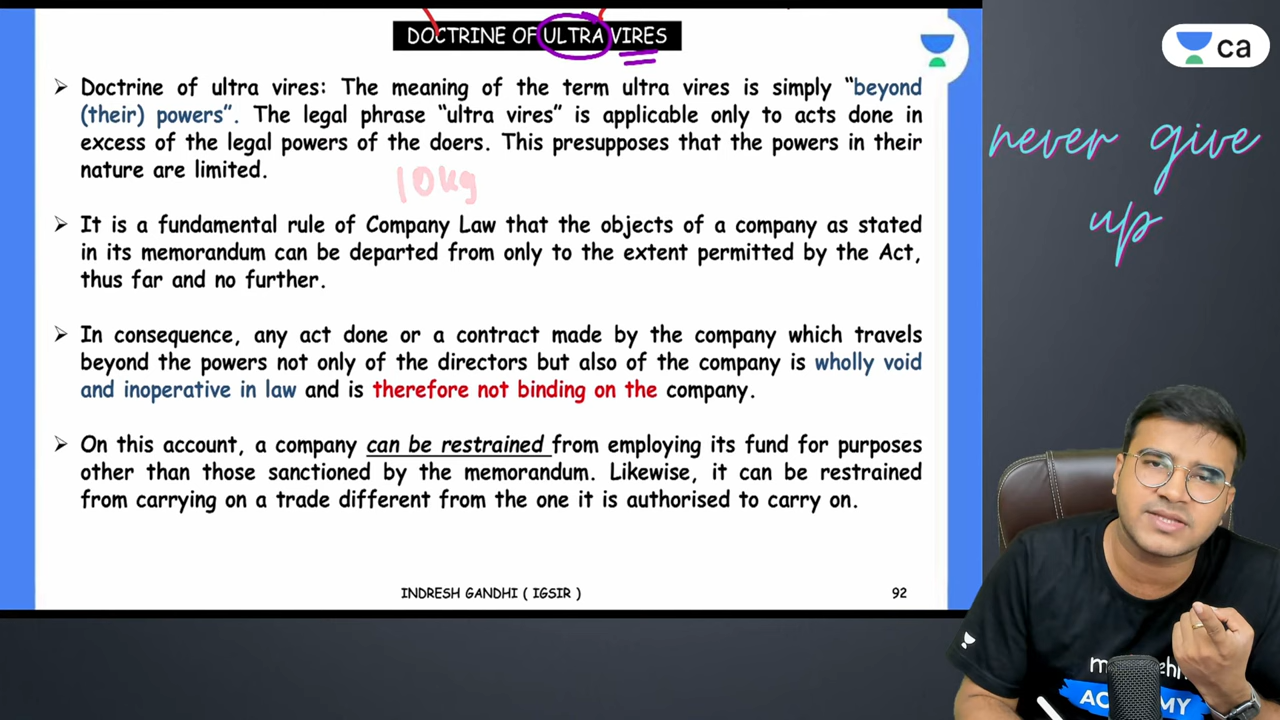 DOCTRINE OF ULTRA VIRES
ca
➢ Doctrine of ultra vires: The meaning of the term ultra vires is simply “beyond
(their) powers”. The legal phrase “ultra vires” is applicable only to acts done in
excess of the legal powers of the doers. This presupposes that the powers in their
nature are limited.
10kg
➢ It is a fundamental rule of Company Law that the objects of a company as stated
in its memorandum can be departed from only to the extent permitted by the Act,
thus far and no further.
➢ In consequence, any act done or a contract made by the company which travels
beyond the powers not only of the directors but also of the company is wholly void
and inoperative in law and is therefore not binding on the company.
➢ On this account, a company can be restrained from employing its fund for purposes
other than those sanctioned by the memorandum. Likewise, it can be restrained
from carrying on a trade different from the one it is authorised to carry on.
INDRESH GANDHI ( IGSIR )
92
never give
up